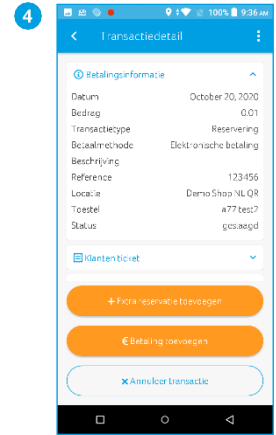 4
100% 9:36 AM
Transactiedetail
Betalingsinformatie
Datum October 20, 2020
Bedrag 0.01
Transactietype Reservering
Betaalmethode Elektronische betaling
Beschrijving
Reference 123456
Locatie Demo Shop NL QR
Toestel a77 test2
Status geslaagd
Klanten ticket
+ Extra reservatie toevoegen
€ Betaling toevoegen
× Annuleer transactie